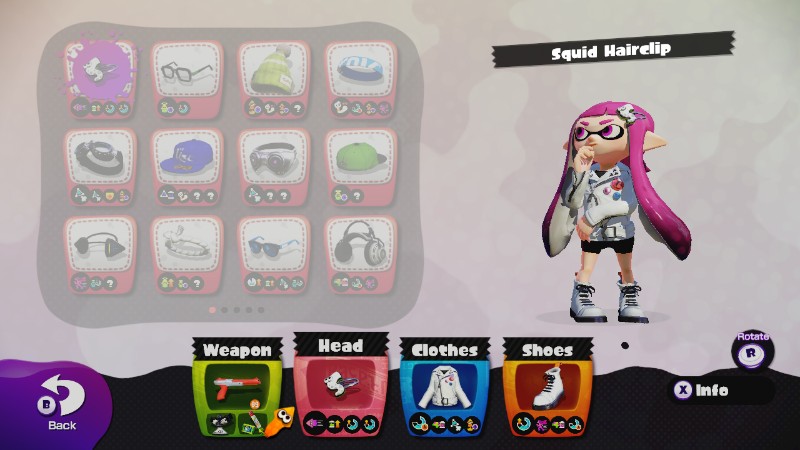 Squid Hairclip
?
?
?
?
?
?
?
?
?
?
?
Rotate
R
Weapon
Head
Clothes
Shoes
B
Back
X Info